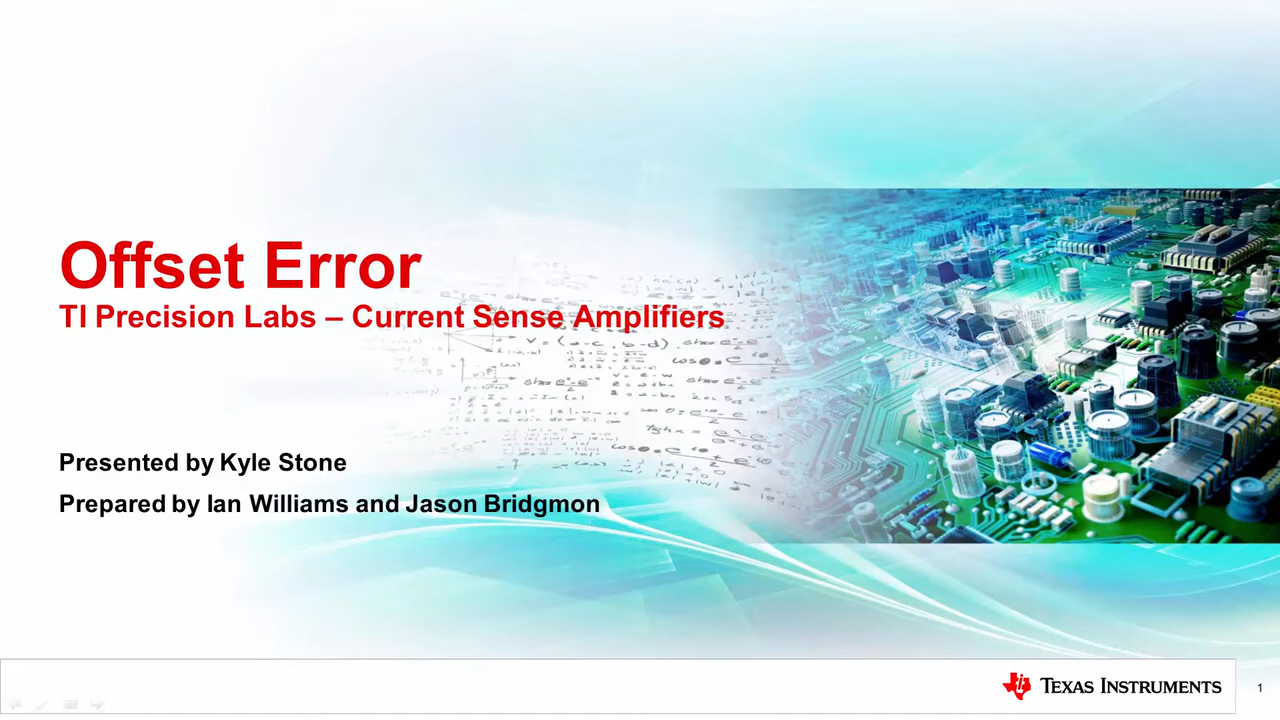 Offset Error
TI Precision Labs – Current Sense Amplifiers
Presented by Kyle Stone
Prepared by Ian Williams and Jason Bridgmon
TEXAS INSTRUMENTS
1